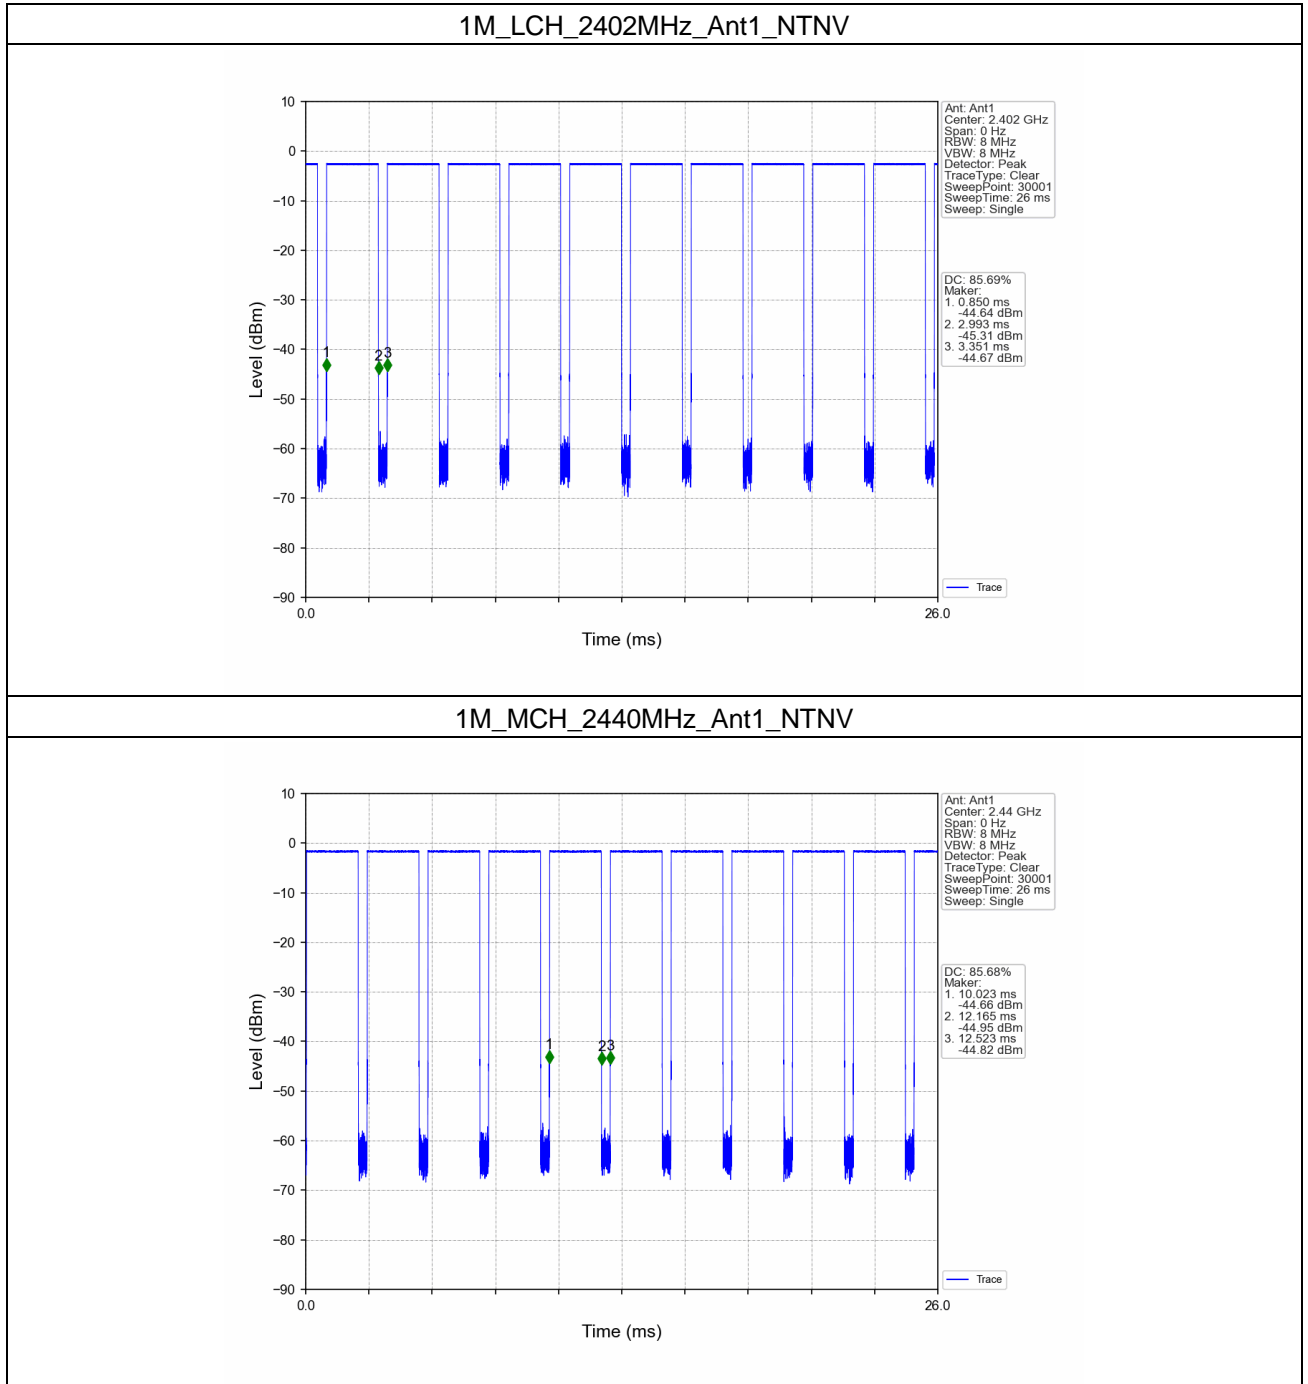 1M_LCH_2402MHz_Ant1_NTNV
10
0
−10
−20
−30
−40
−50
−60
−70
−80
−90
Level (dBm)
1
2
3
0.0
26.0
Time (ms)
Ant: Ant1
Center: 2.402 GHz
Span: 0 Hz
RBW: 8 MHz
VBW: 8 MHz
Detector: Peak
TraceType: Clear
SweepPoint: 30001
SweepTime: 26 ms
Sweep: Single
DC: 85.69%
Maker:
1. 0.850 ms
-44.64 dBm
2. 2.993 ms
-45.31 dBm
3. 3.351 ms
-44.67 dBm
Trace
1M_MCH_2440MHz_Ant1_NTNV
10
0
−10
−20
−30
−40
−50
−60
−70
−80
−90
Level (dBm)
1
2
3
0.0
26.0
Time (ms)
Ant: Ant1
Center: 2.44 GHz
Span: 0 Hz
RBW: 8 MHz
VBW: 8 MHz
Detector: Peak
TraceType: Clear
SweepPoint: 30001
SweepTime: 26 ms
Sweep: Single
DC: 85.68%
Maker:
1. 10.023 ms
-44.66 dBm
2. 12.165 ms
-44.95 dBm
3. 12.523 ms
-44.82 dBm
Trace